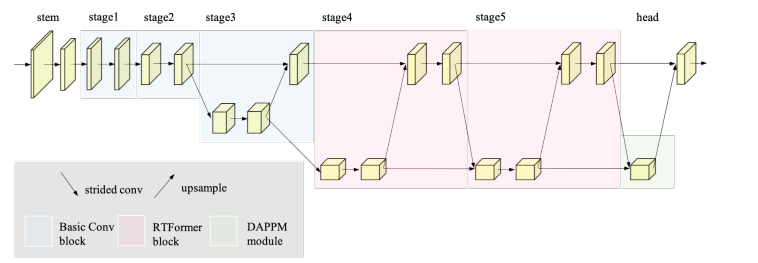 stem stage1 stage2 stage3 stage4 stage5 head
strided conv upsample
Basic Conv block
RTFormer block
DAPPM module